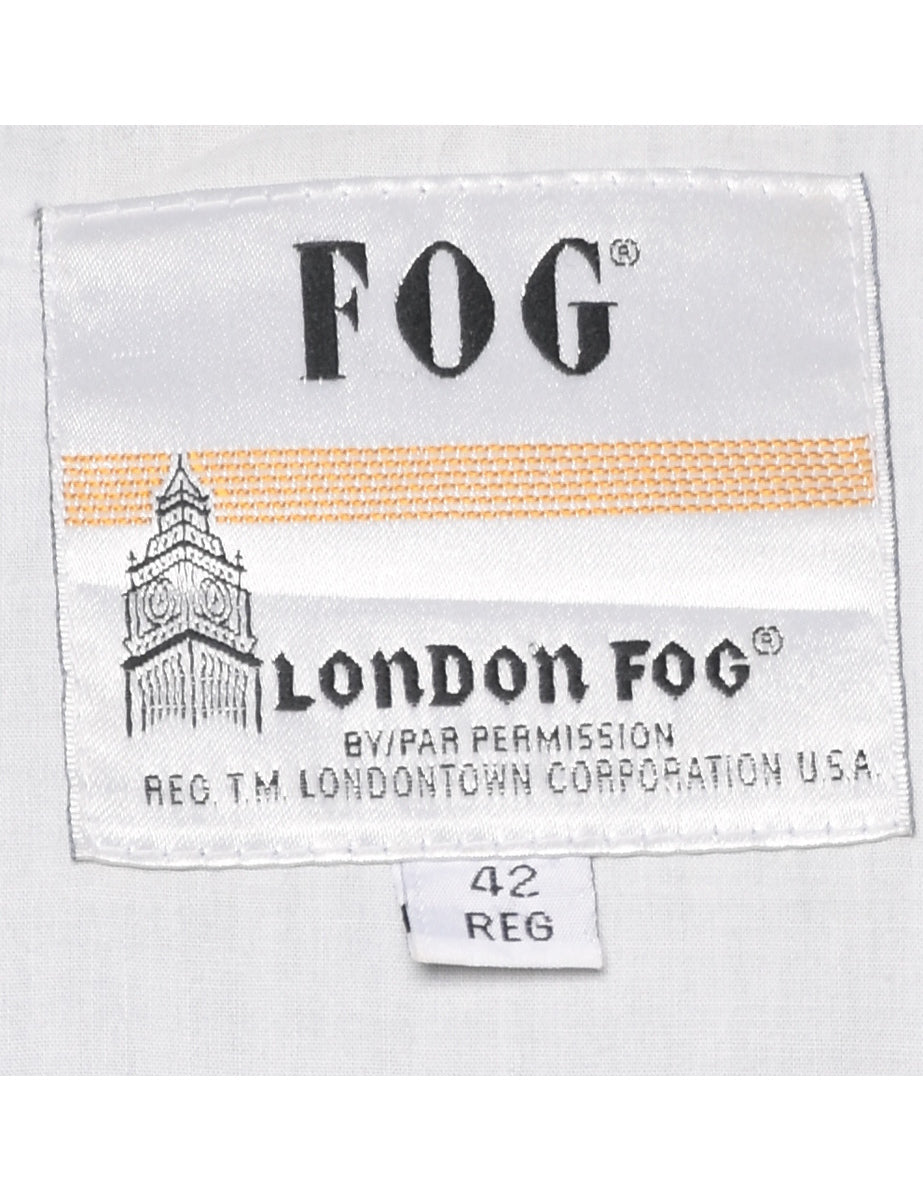 FOG®
LONDON FOG®
BY/PAR PERMISSION
REG. T.M. LONDONTOWN CORPORATION U.S.A.
42
REG